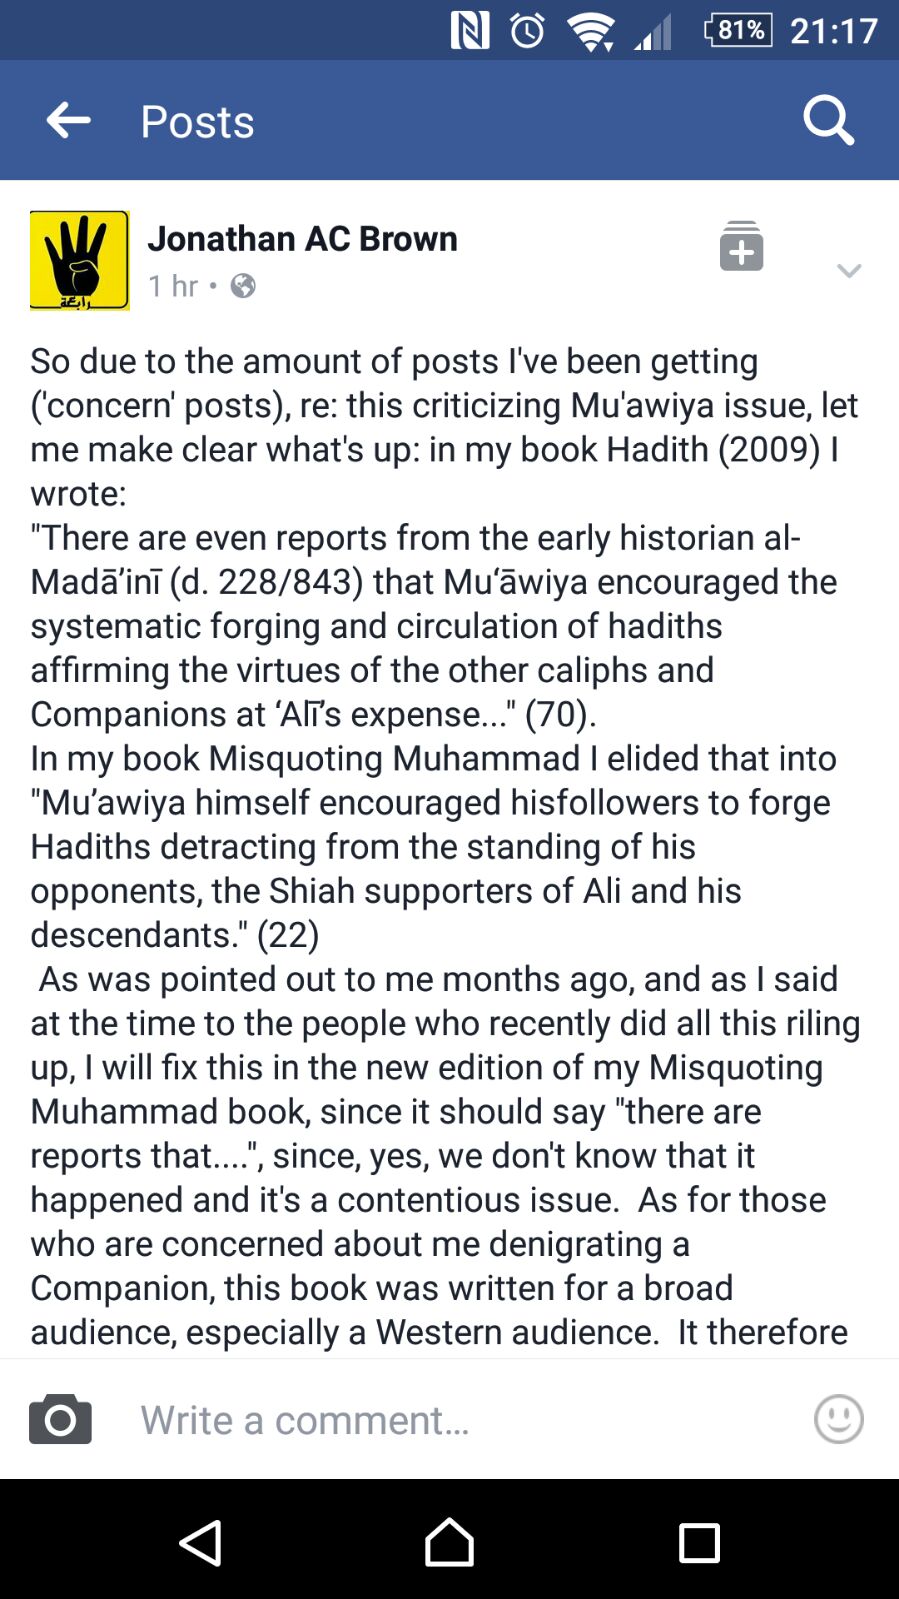 81% 21:17
Posts
رابعة
Jonathan AC Brown
1 hr •
So due to the amount of posts I've been getting
('concern' posts), re: this criticizing Mu'awiya issue, let
me make clear what's up: in my book Hadith (2009) I
wrote:
"There are even reports from the early historian al-
Madā’inī (d. 228/843) that Mu‘āwiya encouraged the
systematic forging and circulation of hadiths
affirming the virtues of the other caliphs and
Companions at ‘Alī’s expense..." (70).
In my book Misquoting Muhammad I elided that into
"Mu’awiya himself encouraged hisfollowers to forge
Hadiths detracting from the standing of his
opponents, the Shiah supporters of Ali and his
descendants." (22)
As was pointed out to me months ago, and as I said
at the time to the people who recently did all this riling
up, I will fix this in the new edition of my Misquoting
Muhammad book, since it should say "there are
reports that....", since, yes, we don't know that it
happened and it's a contentious issue.  As for those
who are concerned about me denigrating a
Companion, this book was written for a broad
audience, especially a Western audience.  It therefore
Write a comment...